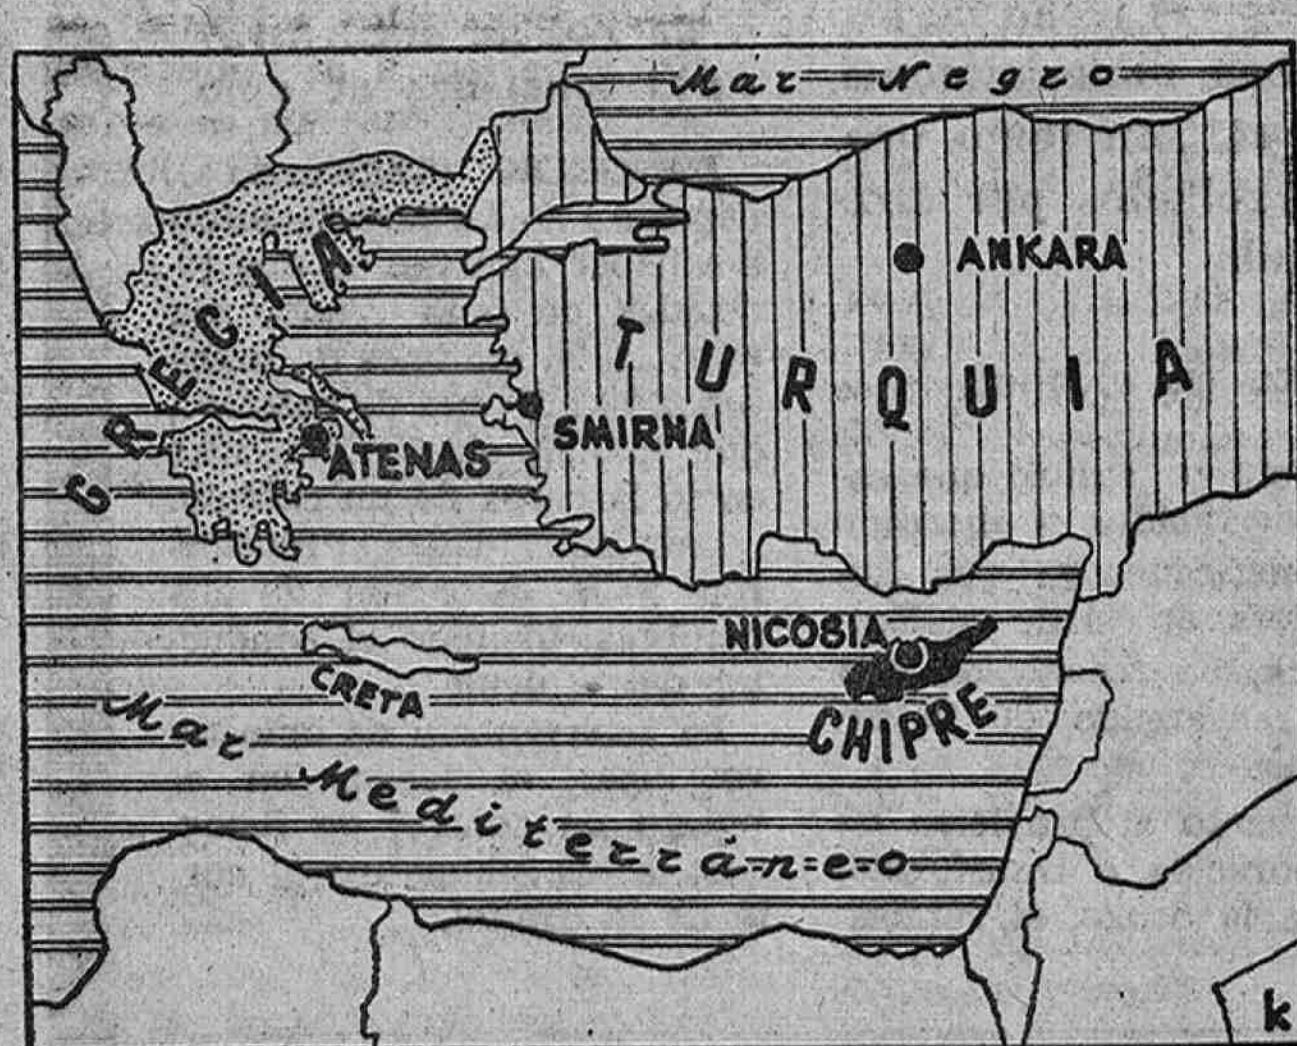 Mar Negro
GRECIA
ANKARA
TURQUIA
SMIRNA
ATENAS
NICOSIA
CRETA
CHIPRE
Mar Mediterráneo
k